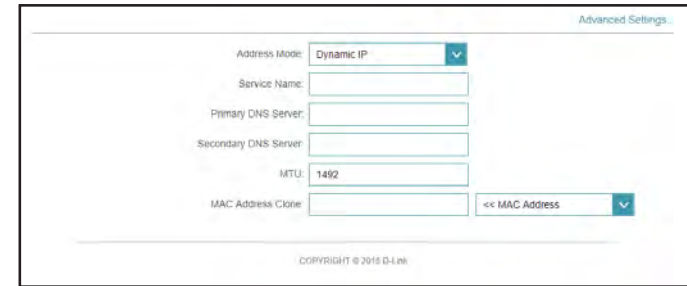 Advanced Settings...
Address Mode: Dynamic IP
Service Name:
Primary DNS Server:
Secondary DNS Server:
MTU: 1492
MAC Address Clone: << MAC Address
COPYRIGHT © 2015 D-Link